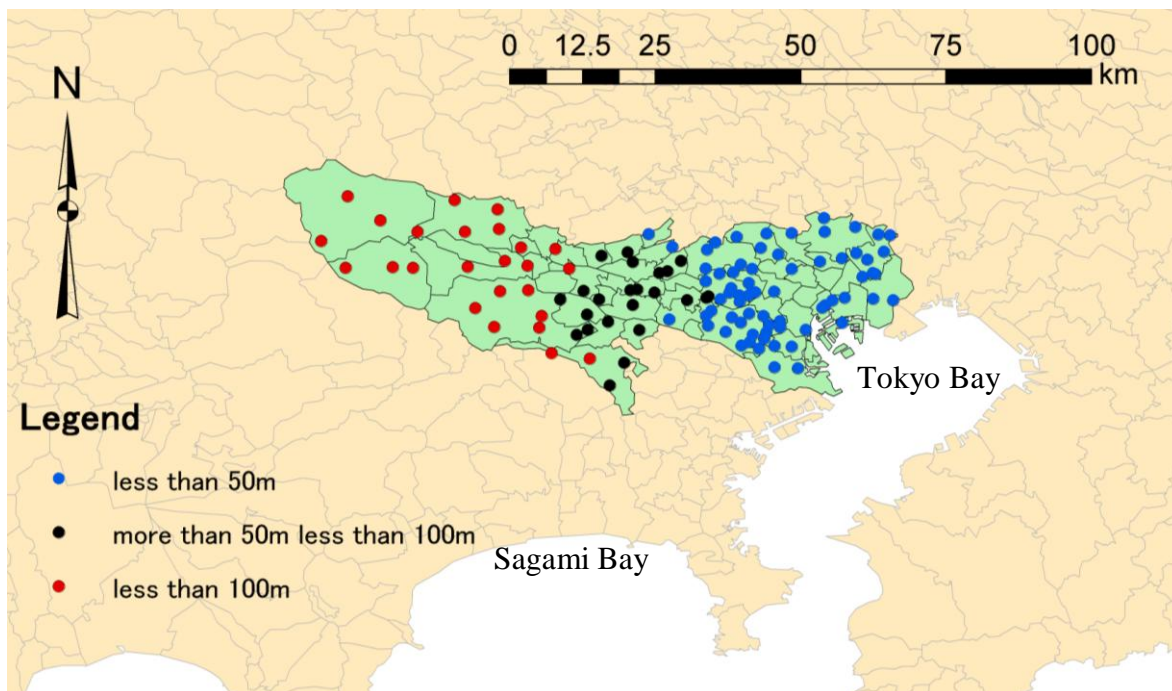 0 12.5 25 50 75 100
km
N
Tokyo Bay
Legend
less than 50m
more than 50m less than 100m
Sagami Bay
less than 100m